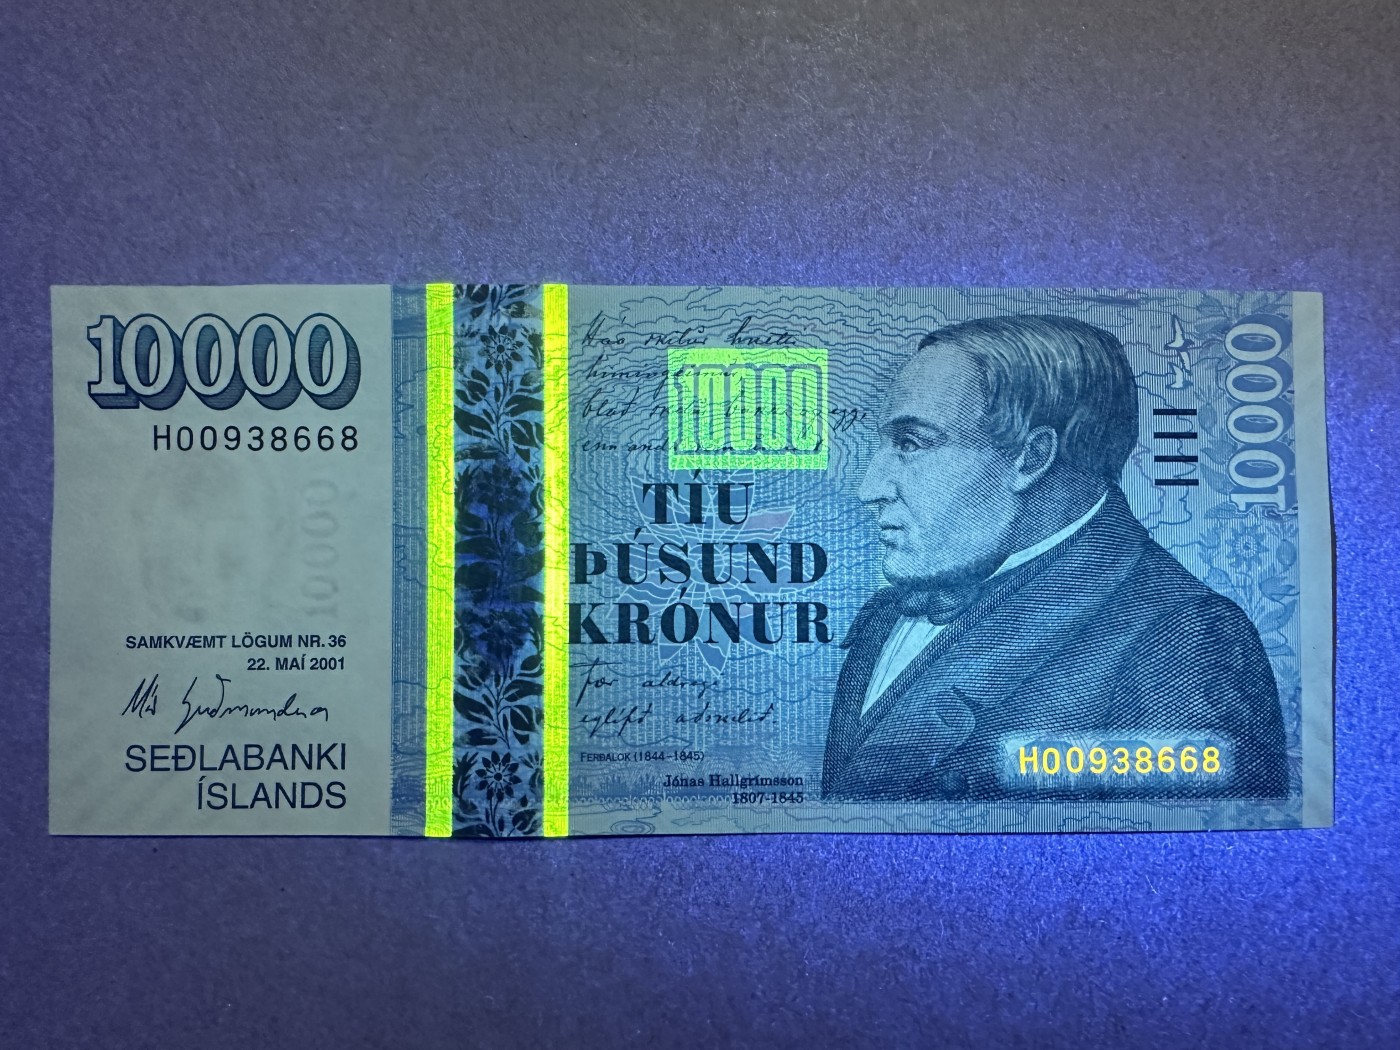 10000
H00938668
10000
SAMKVÆMT LÖGUM NR. 36
22. MAÍ 2001
SEÐLABANKI
ÍSLANDS
10000
TÍU
ÞÚSUND
KRÓNUR
FERÐALOK (1844–1845)
Jónas Hallgrímsson
1807-1845
10000
H00938668